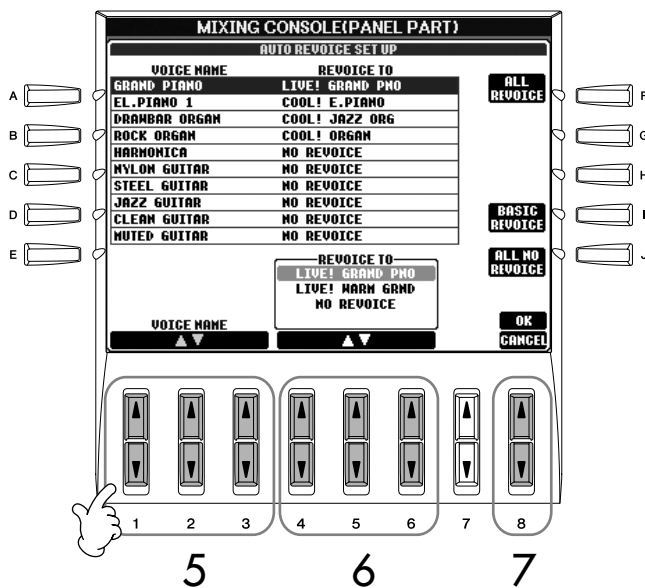 MIXING CONSOLE(PANEL PART)
AUTO REVOICE SET UP
VOICE NAME REVOICE TO
GRAND PIANO LIVE! GRAND PNO
EL.PIANO 1 COOL! E.PIANO
DRAWBAR ORGAN COOL! JAZZ ORG
ROCK ORGAN COOL! ORGAN
HARMONICA NO REVOICE
NYLON GUITAR NO REVOICE
STEEL GUITAR NO REVOICE
JAZZ GUITAR NO REVOICE
CLEAN GUITAR NO REVOICE
MUTED GUITAR NO REVOICE
ALL
REVOICE
BASIC
REVOICE
ALL NO
REVOICE
REVOICE TO
LIVE! GRAND PNO
LIVE! WARM GRND
NO REVOICE
VOICE NAME
OK
CANCEL
A
B
C
D
E
F
G
H
I
J
1 2 3 4 5 6 7 8
5 6 7